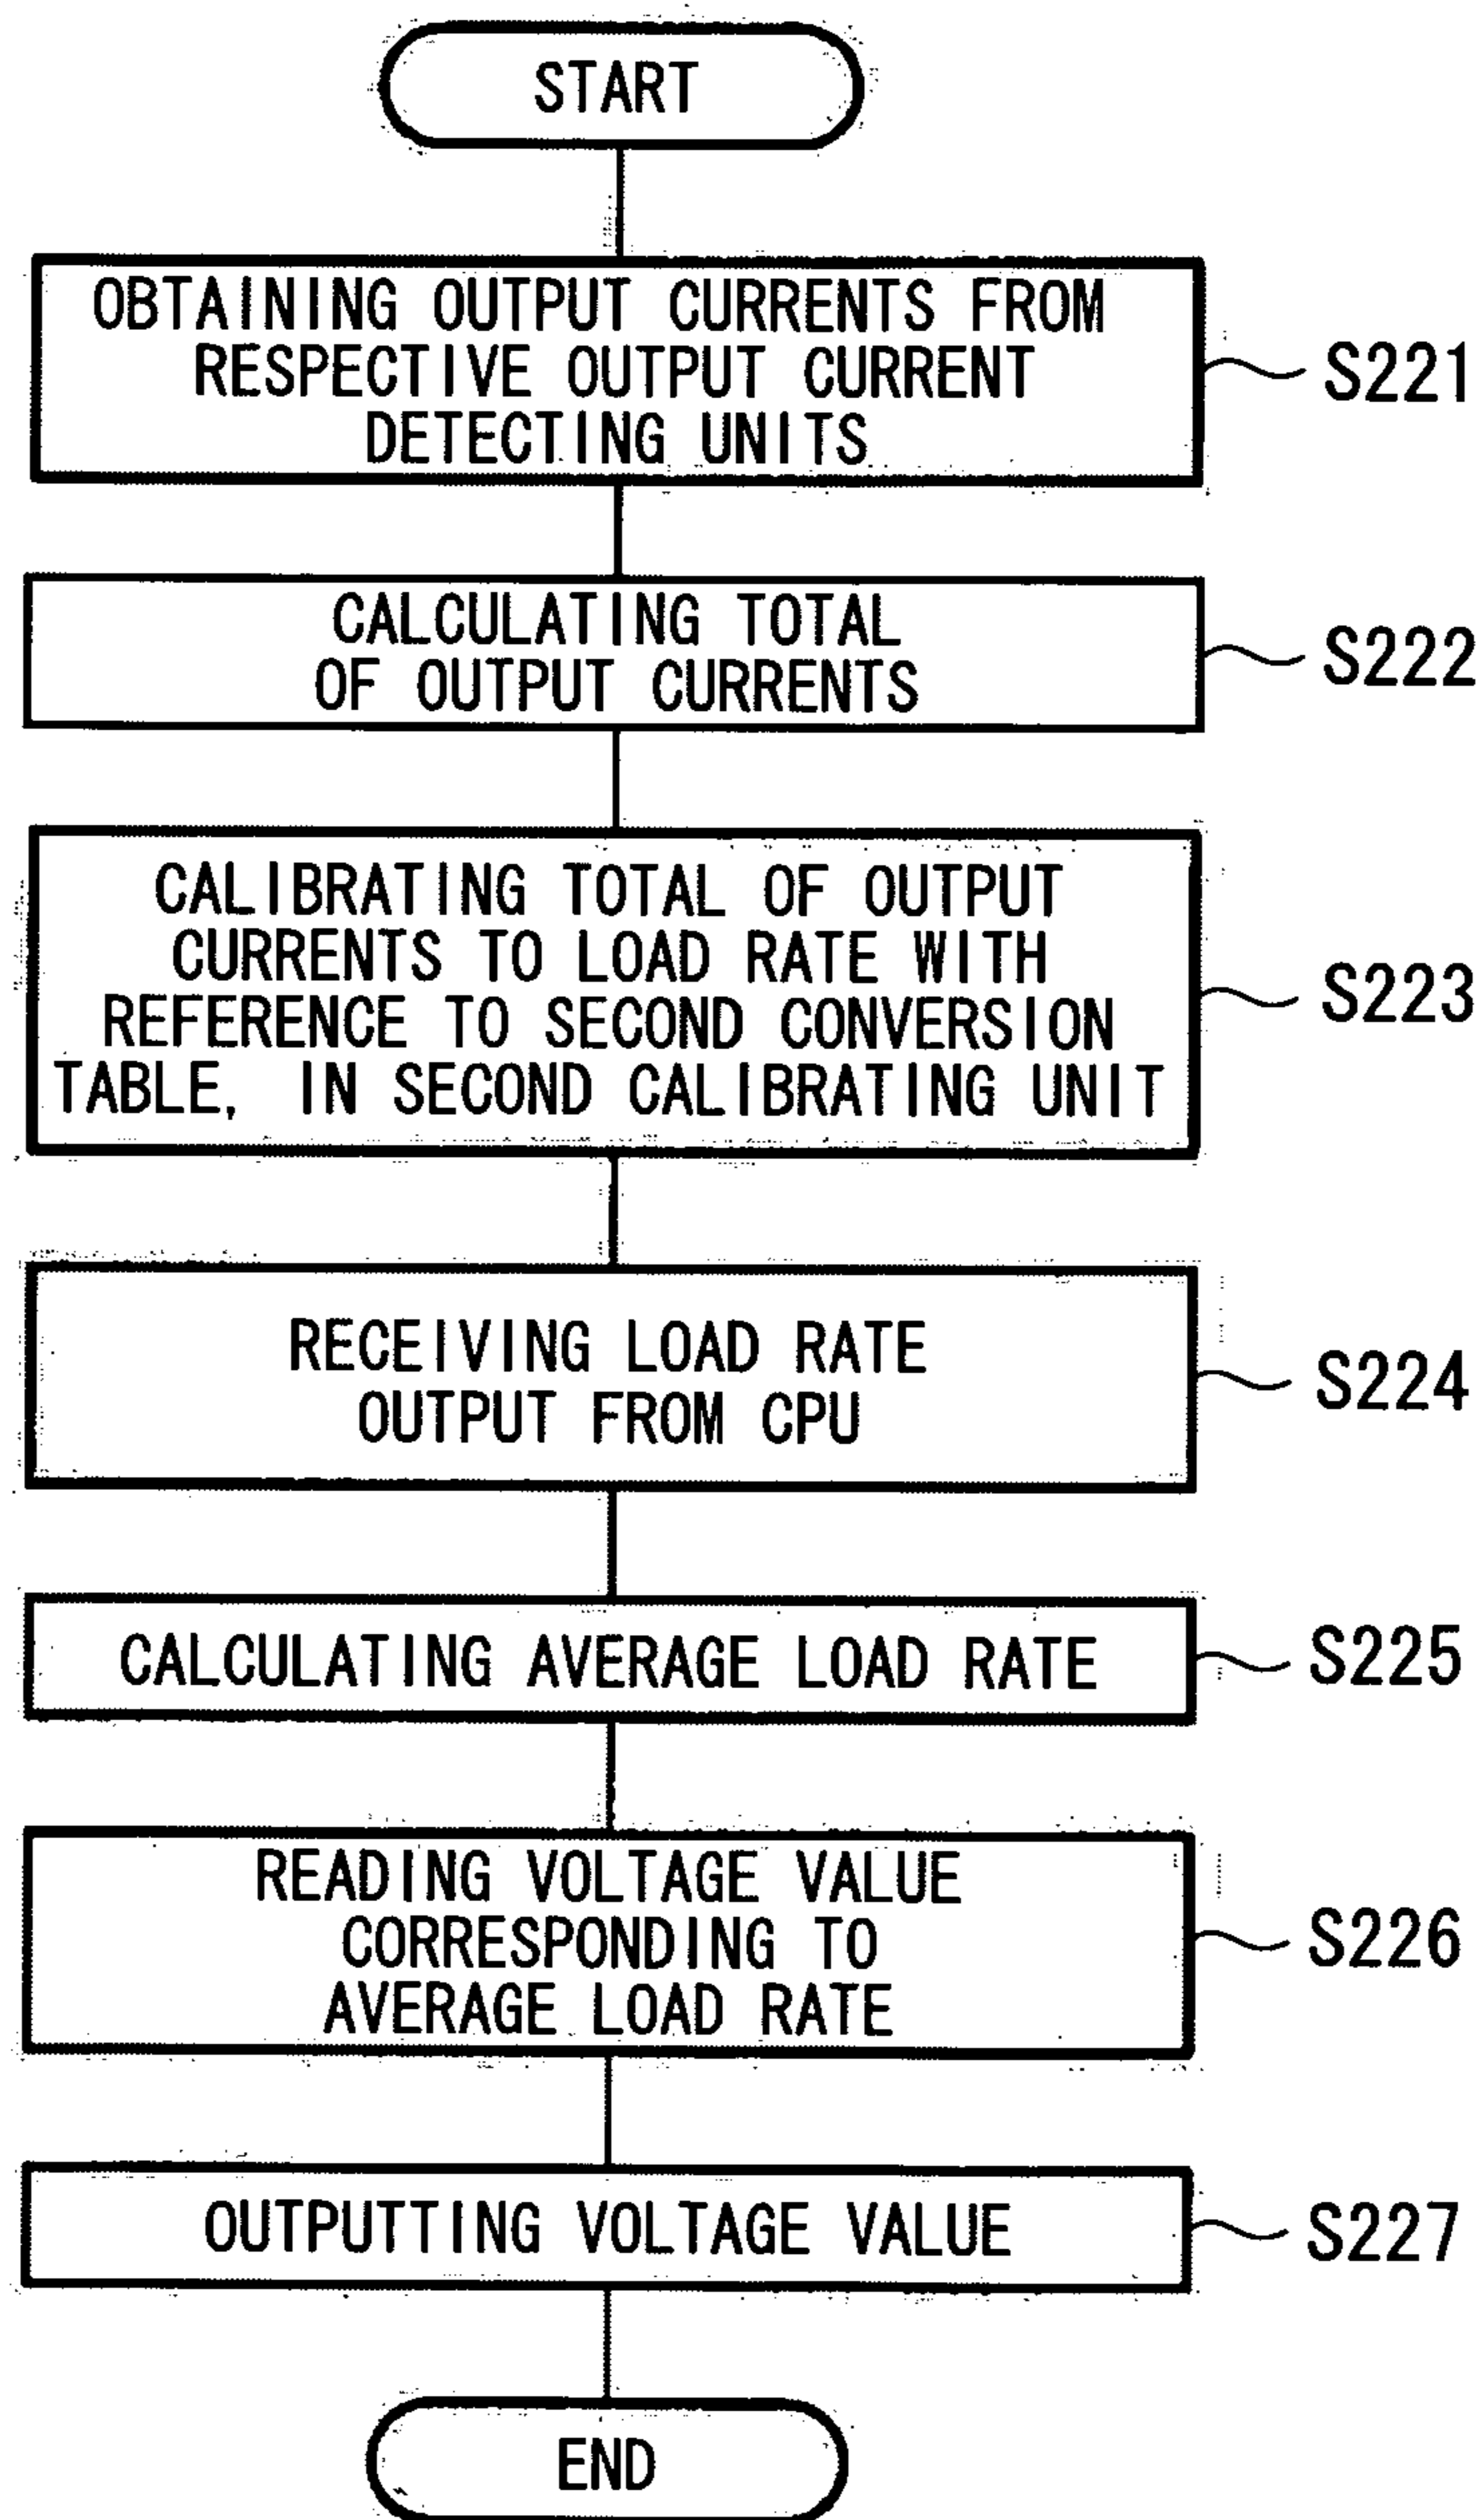 START
OBTAINING OUTPUT CURRENTS FROM
RESPECTIVE OUTPUT CURRENT
DETECTING UNITS
S221
CALCULATING TOTAL
OF OUTPUT CURRENTS
S222
CALIBRATING TOTAL OF OUTPUT
CURRENTS TO LOAD RATE WITH
REFERENCE TO SECOND CONVERSION
TABLE, IN SECOND CALIBRATING UNIT
S223
RECEIVING LOAD RATE
OUTPUT FROM CPU
S224
CALCULATING AVERAGE LOAD RATE
S225
READING VOLTAGE VALUE
CORRESPONDING TO
AVERAGE LOAD RATE
S226
OUTPUTTING VOLTAGE VALUE
S227
END